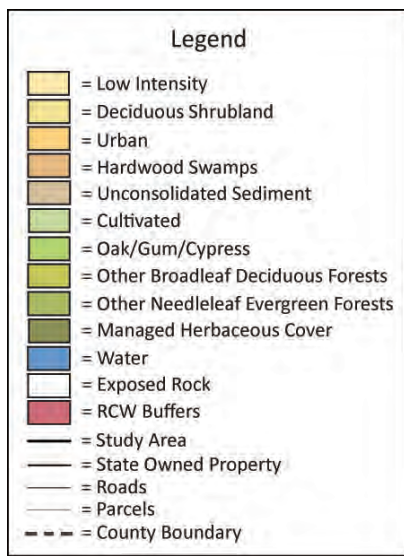 Legend
= Low Intensity
= Deciduous Shrubland
= Urban
= Hardwood Swamps
= Unconsolidated Sediment
= Cultivated
= Oak/Gum/Cypress
= Other Broadleaf Deciduous Forests
= Other Needleleaf Evergreen Forests
= Managed Herbaceous Cover
= Water
= Exposed Rock
= RCW Buffers
= Study Area
= State Owned Property
= Roads
= Parcels
= County Boundary